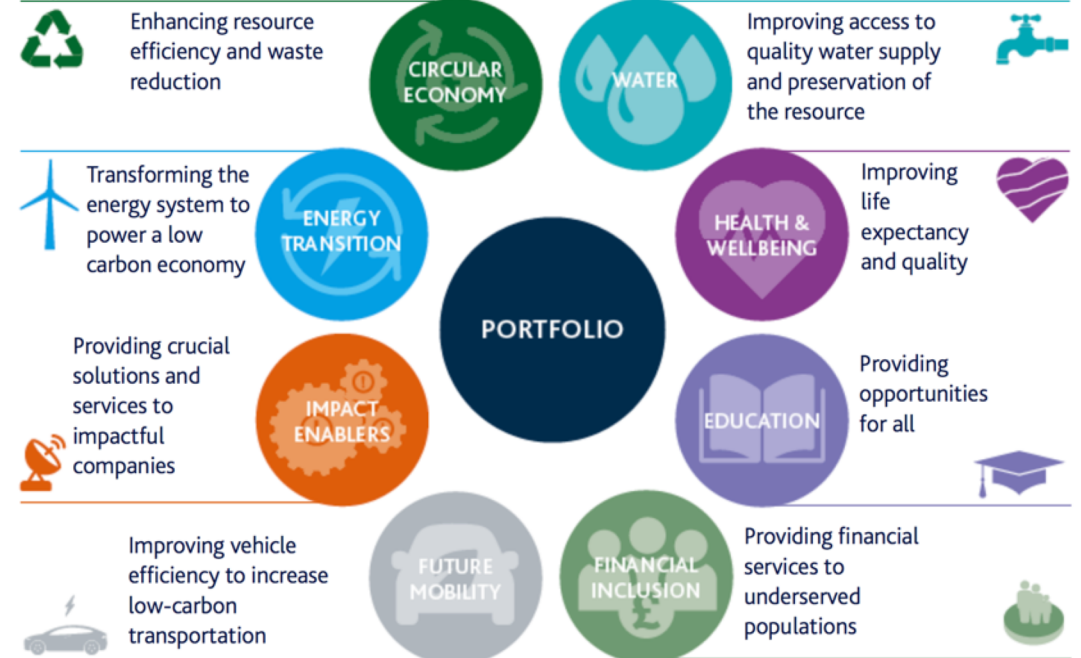 Enhancing resource
efficiency and waste
reduction
CIRCULAR
ECONOMY
WATER
Improving access to
quality water supply
and preservation of
the resource
Transforming the
energy system to
power a low
carbon economy
ENERGY
TRANSITION
HEALTH &
WELLBEING
Improving
life
expectancy
and quality
PORTFOLIO
Providing crucial
solutions and
services to
impactful
companies
IMPACT
ENABLERS
EDUCATION
Providing
opportunities
for all
Improving vehicle
efficiency to increase
low-carbon
transportation
FUTURE
MOBILITY
FINANCIAL
INCLUSION
£
Providing financial
services to
underserved
populations